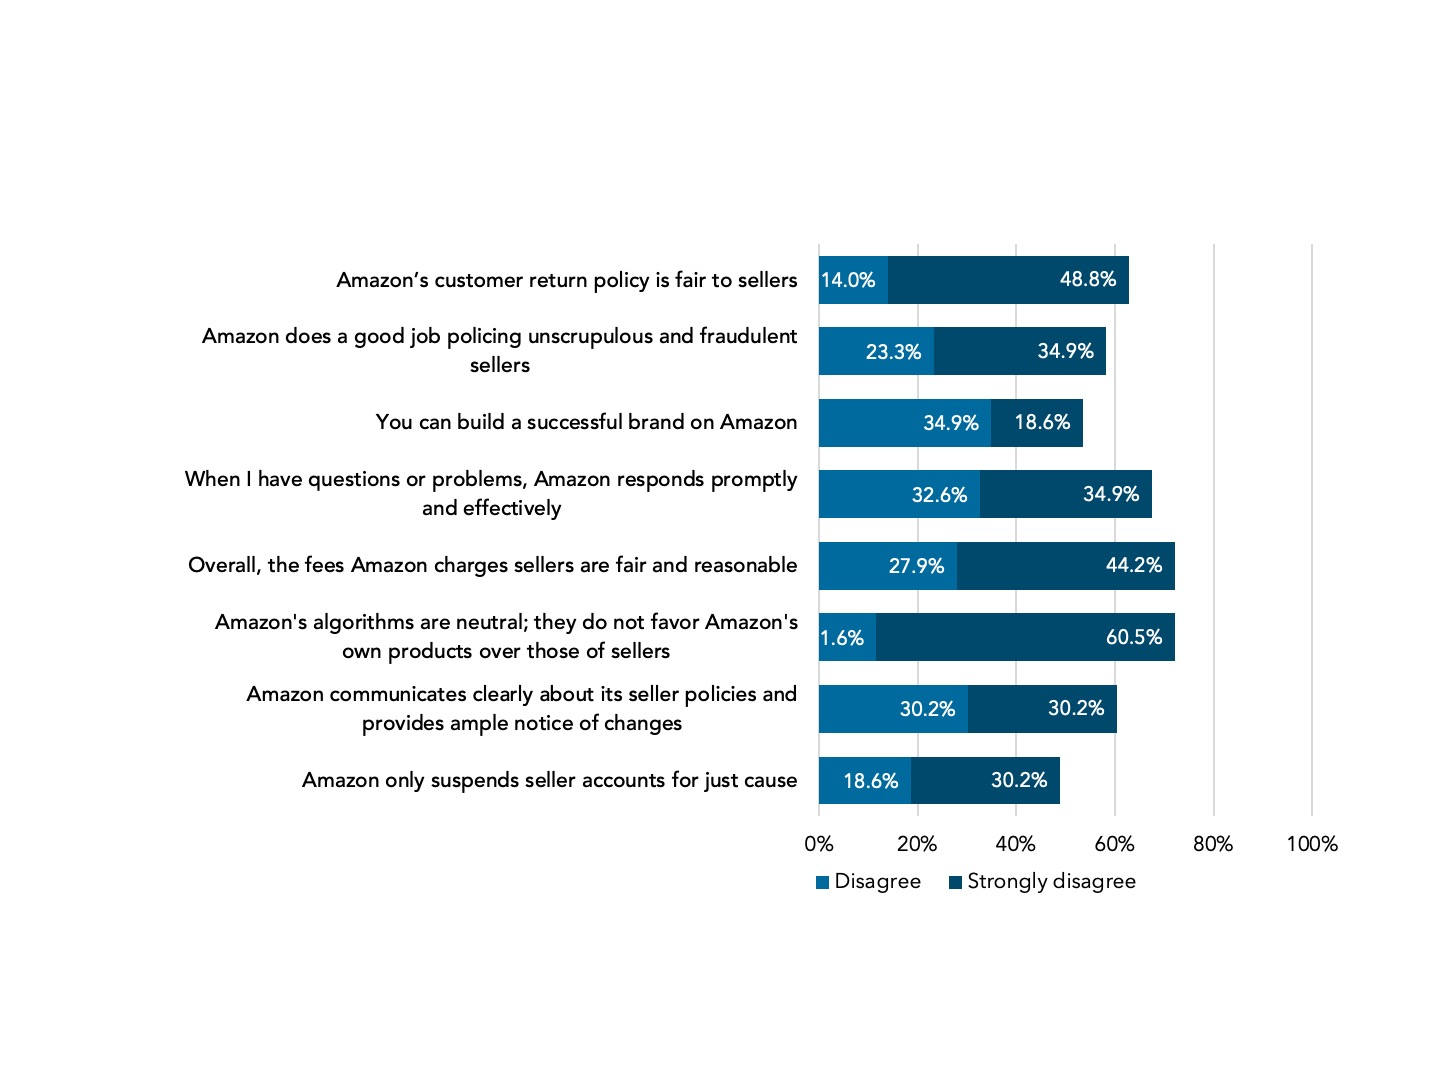 Amazon’s customer return policy is fair to sellers
14.0%
48.8%
Amazon does a good job policing unscrupulous and fraudulent
sellers
23.3%
34.9%
You can build a successful brand on Amazon
34.9%
18.6%
When I have questions or problems, Amazon responds promptly
and effectively
32.6%
34.9%
Overall, the fees Amazon charges sellers are fair and reasonable
27.9%
44.2%
Amazon's algorithms are neutral; they do not favor Amazon's
own products over those of sellers
1.6%
60.5%
Amazon communicates clearly about its seller policies and
provides ample notice of changes
30.2%
30.2%
Amazon only suspends seller accounts for just cause
18.6%
30.2%
0% 20% 40% 60% 80% 100%
Disagree Strongly disagree